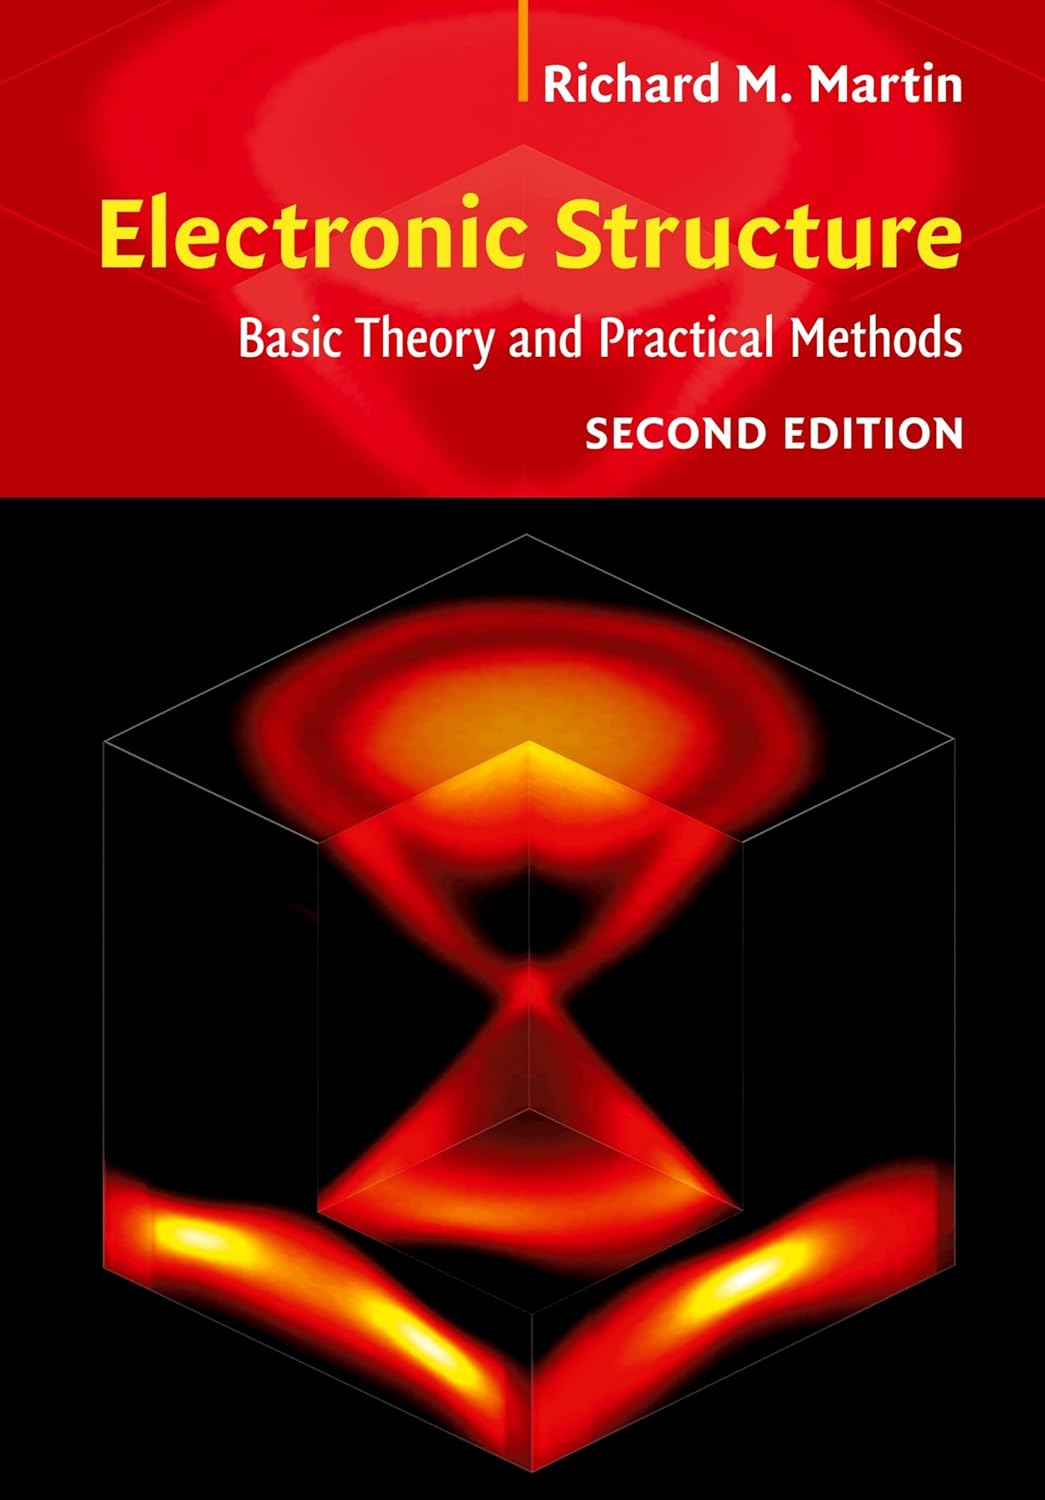 Richard M. Martin
Electronic Structure
Basic Theory and Practical Methods
SECOND EDITION